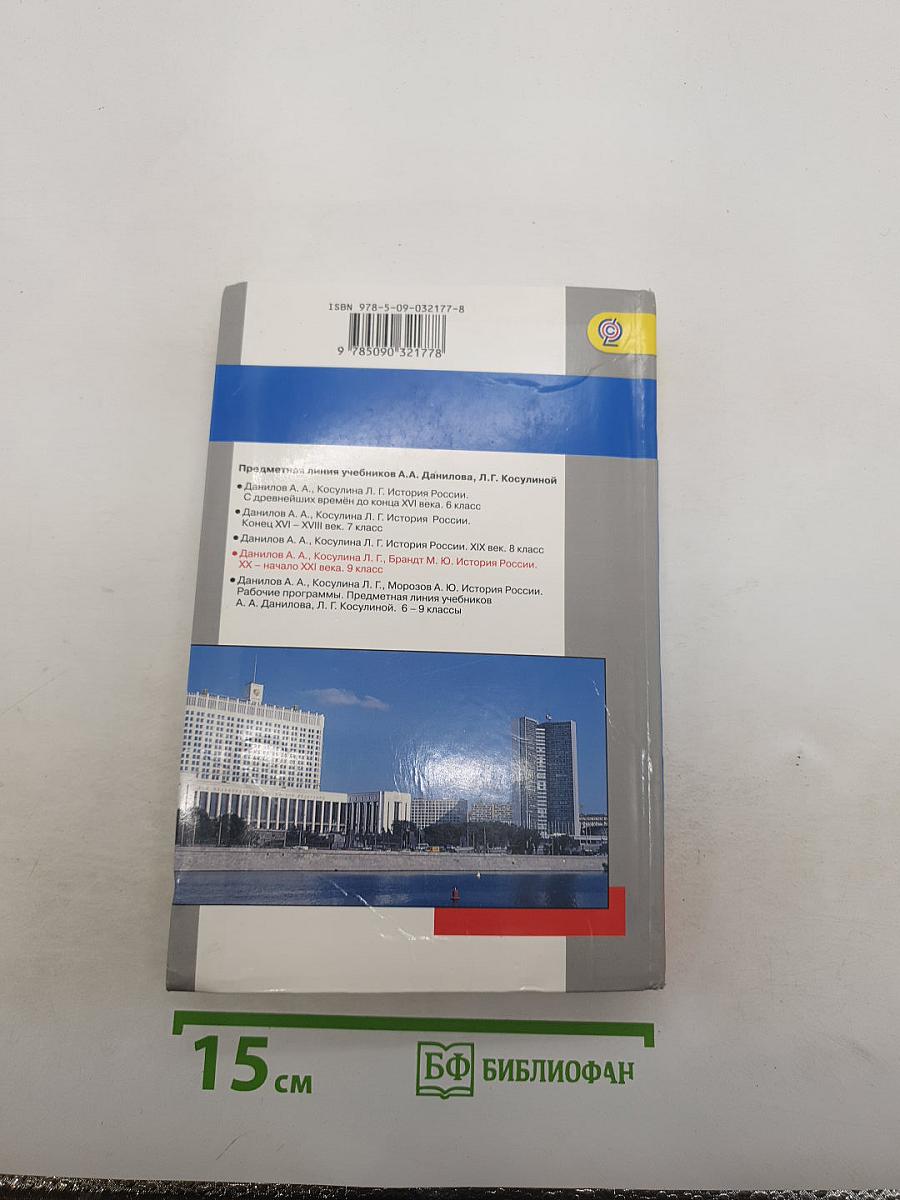 ISBN 978-5-09-032177-8
9 785090 321778
Предметная линия учебников А.А. Данилова, Л.Г. Косулиной
• Данилов А. А., Косулина Л. Г. История России.
С древнейших времён до конца XVI века. 6 класс
• Данилов А. А., Косулина Л. Г. История России.
Конец XVI – XVIII век. 7 класс
• Данилов А. А., Косулина Л. Г. История России. XIX век. 8 класс
• Данилов А. А., Косулина Л. Г., Брандт М. Ю. История России.
XX – начало XXI века. 9 класс
• Данилов А. А., Косулина Л. Г., Морозов А. Ю. История России.
Рабочие программы. Предметная линия учебников
А. А. Данилова, Л. Г. Косулиной. 6 – 9 классы
15 см
БФ БИБЛИОФАН